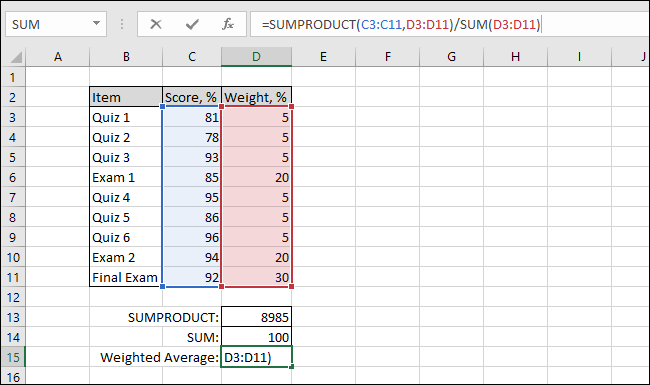 SUM =SUMPRODUCT(C3:C11,D3:D11)/SUM(D3:D11)
A B C D E F G H I J
1
2 Item Score, % Weight, %
3 Quiz 1 81 5
4 Quiz 2 78 5
5 Quiz 3 93 5
6 Exam 1 85 20
7 Quiz 4 95 5
8 Quiz 5 86 5
9 Quiz 6 96 5
10 Exam 2 94 20
11 Final Exam 92 30
12
13 SUMPRODUCT: 8985
14 SUM: 100
15 Weighted Average: D3:D11)
16